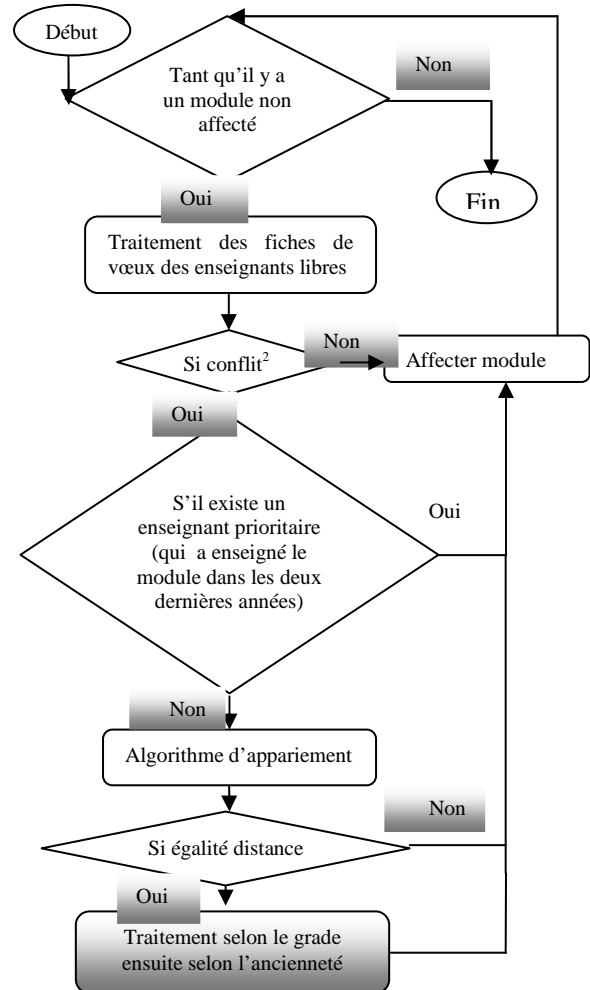 Début
Tant qu'il y a
un module non
affecté
Non
Fin
Oui
Traitement des fiches de
vœux des enseignants libres
Si conflit²
Non
Affecter module
Oui
S'il existe un
enseignant prioritaire
(qui a enseigné le
module dans les deux
dernières années)
Oui
Non
Algorithme d'appariement
Non
Si égalité distance
Oui
Traitement selon le grade
ensuite selon l'ancienneté